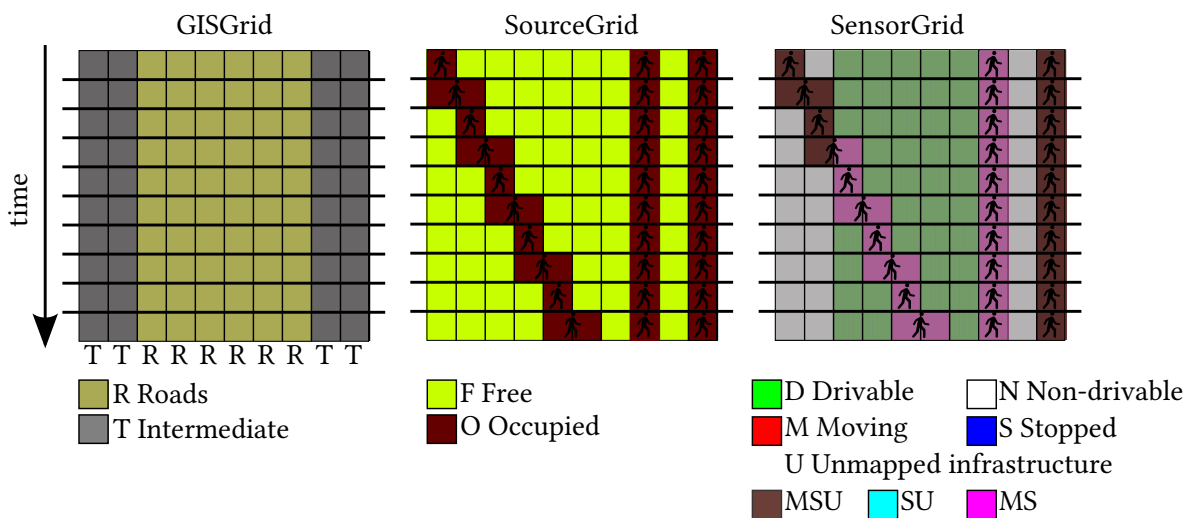 GISGrid
SourceGrid
SensorGrid
time
T T R R R R R R T T
R Roads
T Intermediate
F Free
O Occupied
D Drivable
N Non-drivable
M Moving
S Stopped
U Unmapped infrastructure
MSU
SU
MS